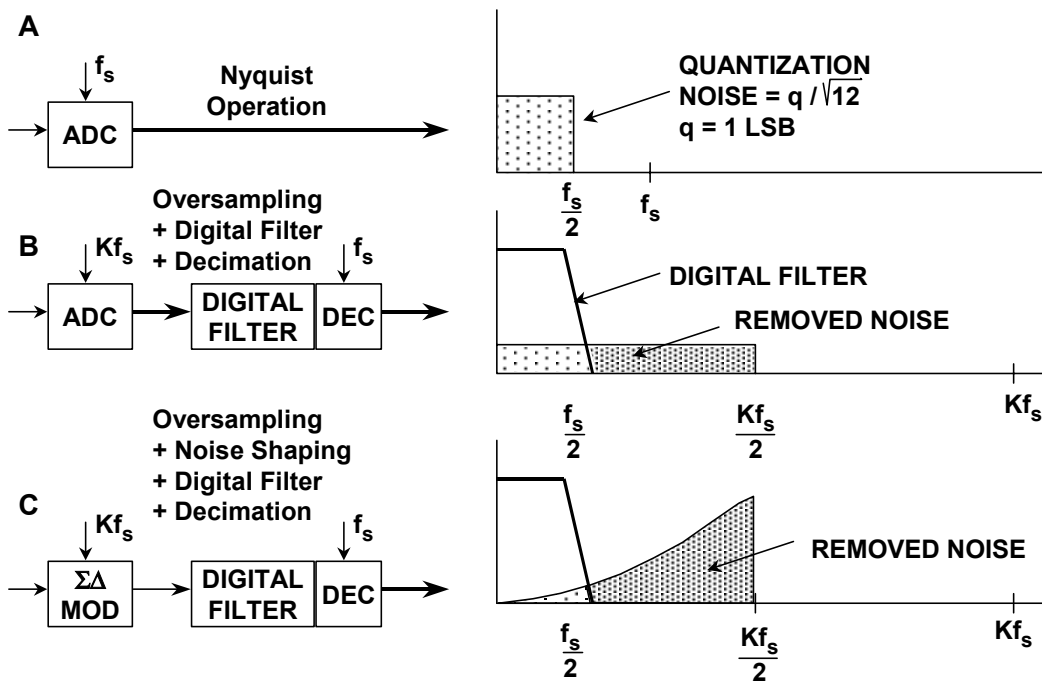 A
fs
ADC
Nyquist
Operation
QUANTIZATION
NOISE = q / √12
q = 1 LSB
fs
2
fs
B
Kfs
Oversampling
+ Digital Filter
+ Decimation
fs
ADC
DIGITAL
FILTER
DEC
DIGITAL FILTER
REMOVED NOISE
fs
2
Kfs
2
Kfs
C
Kfs
Oversampling
+ Noise Shaping
+ Digital Filter
+ Decimation
fs
ΣΔ
MOD
DIGITAL
FILTER
DEC
REMOVED NOISE
fs
2
Kfs
2
Kfs